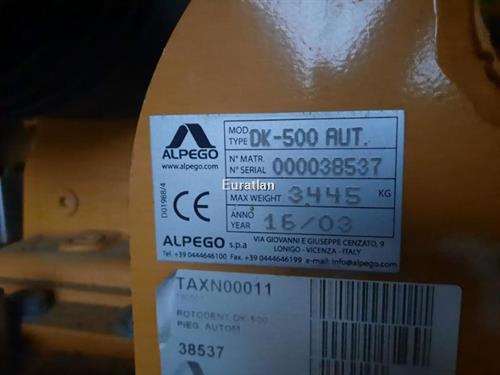 ALPEGO
www.alpego.com
MOD.
TYPE DK-500 AUT.
N° MATR.
N° SERIAL 000038537
MAX WEIGHT 3445 KG
ANNO
YEAR 16/03
D01988/4
CE
Euratlan
ALPEGO s.p.a
VIA GIOVANNI E GIUSEPPE CENZATO, 9
LONIGO - VICENZA - ITALY
Tel. +39 0444646100 Fax +39 0444646199 e-mail: info@alpego.com
TAXN00011
ROTODENT DK-500
PIEG. AUTOM
38537